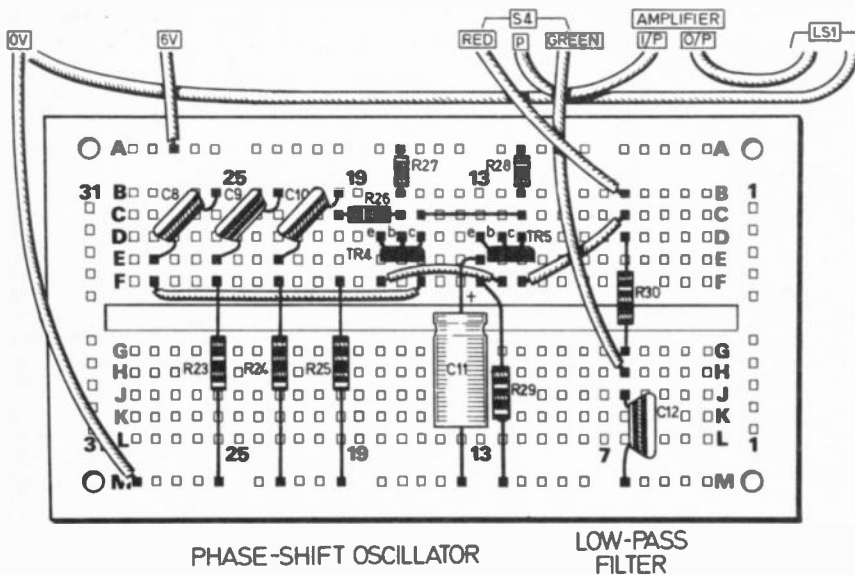 S4 AMPLIFIER
0V 6V RED P GREEN I/P O/P LS1
A R27 R28 A
31 B C8 25 C9 C10 19 13 B 1
C R26 C
D e b c e b c TR5 D
E TR4 E
F F
+ R30
G G
H R23 R24 R25 C11 R29 H
J J
K C12 K
L L
31 25 19 13 7 1
M M
PHASE-SHIFT OSCILLATOR LOW-PASS
FILTER